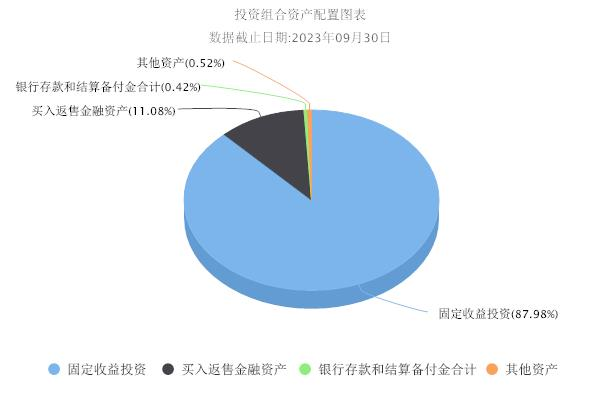 投资组合资产配置图表
数据截止日期:2023年09月30日
其他资产(0.52%)
银行存款和结算备付金合计(0.42%)
买入返售金融资产(11.08%)
固定收益投资(87.98%)
固定收益投资 买入返售金融资产 银行存款和结算备付金合计 其他资产